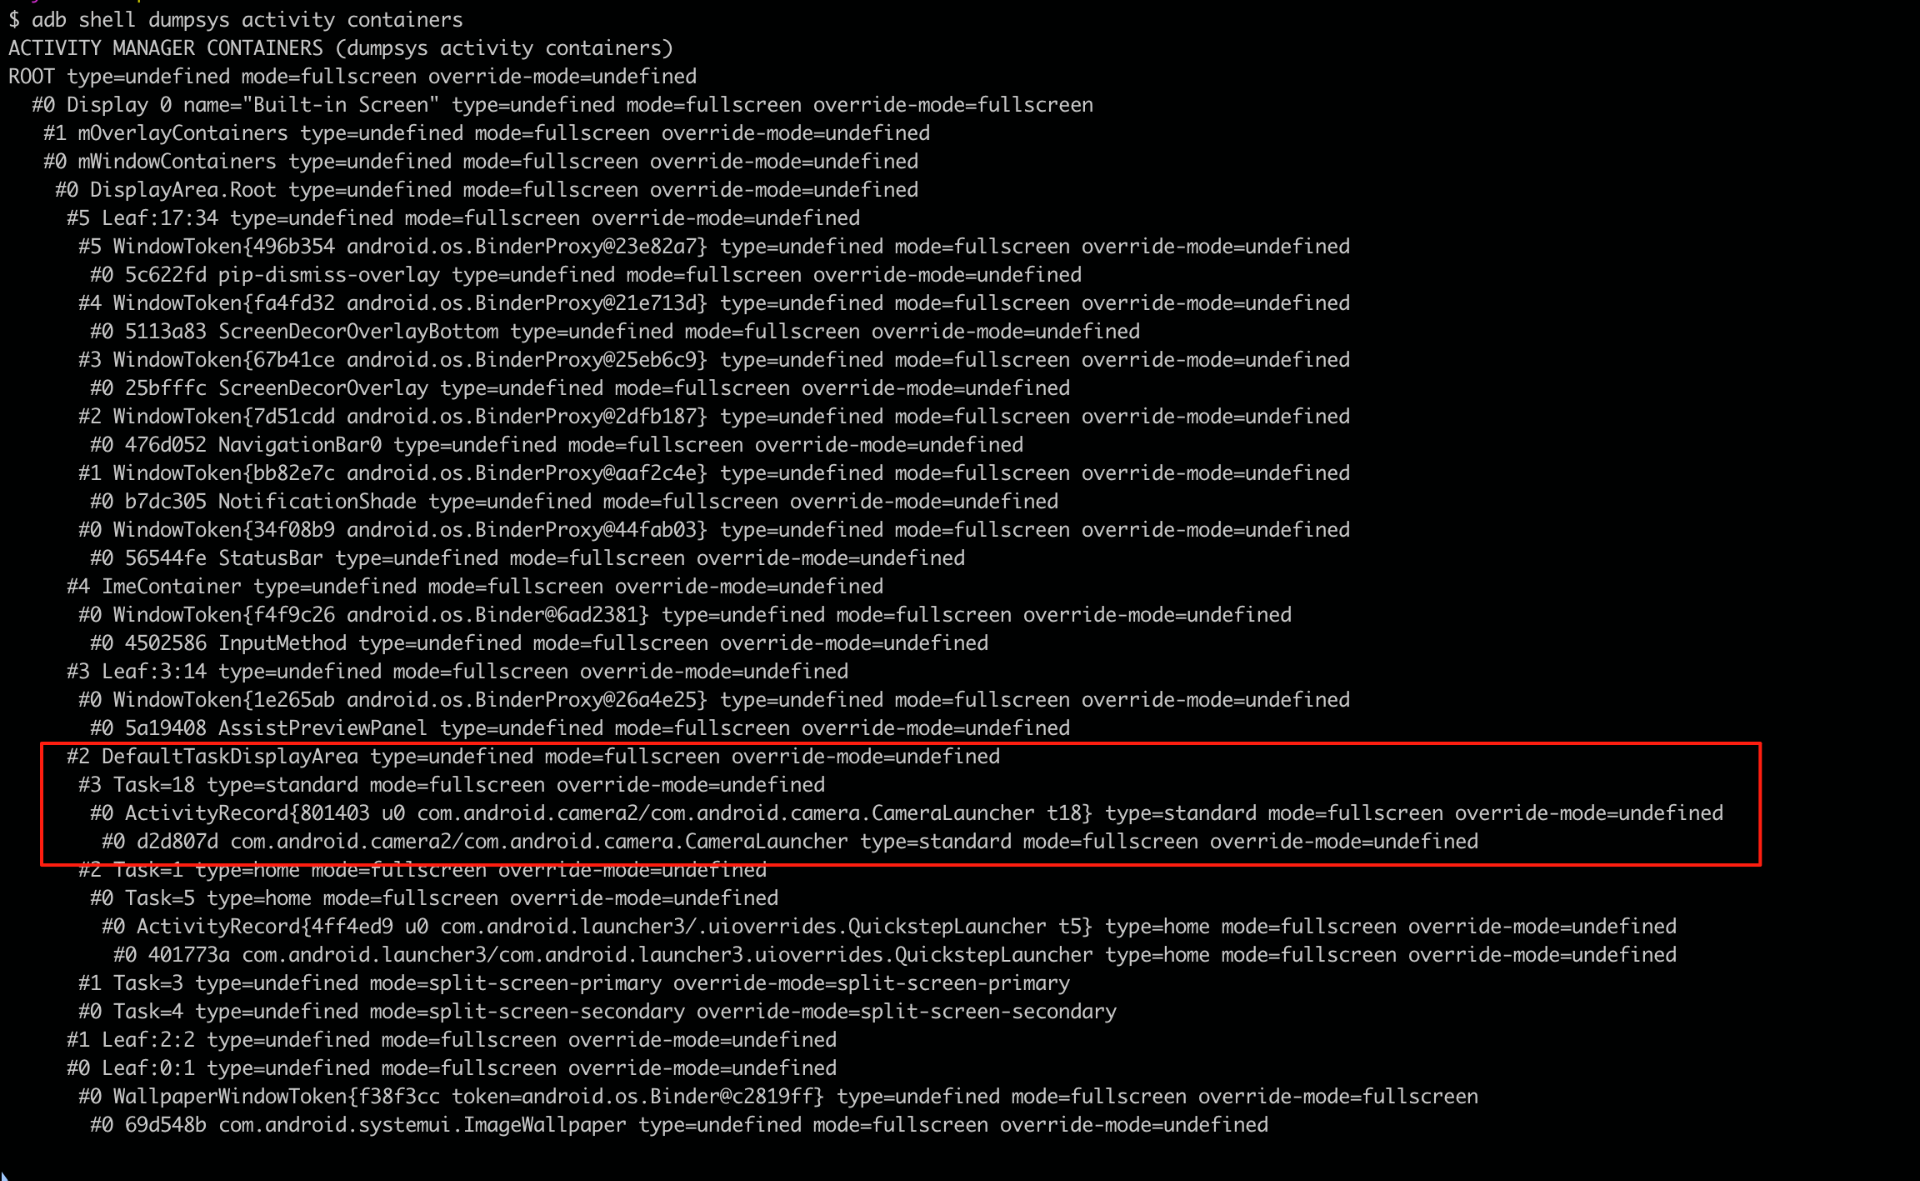 $ adb shell dumpsys activity containers
ACTIVITY MANAGER CONTAINERS (dumpsys activity containers)
ROOT type=undefined mode=fullscreen override-mode=undefined
#0 Display 0 name="Built-in Screen" type=undefined mode=fullscreen override-mode=fullscreen
#1 mOverlayContainers type=undefined mode=fullscreen override-mode=undefined
#0 mWindowContainers type=undefined mode=fullscreen override-mode=undefined
#0 DisplayArea.Root type=undefined mode=fullscreen override-mode=undefined
#5 Leaf:17:34 type=undefined mode=fullscreen override-mode=undefined
#5 WindowToken{496b354 android.os.BinderProxy@23e82a7} type=undefined mode=fullscreen override-mode=undefined
#0 5c622fd pip-dismiss-overlay type=undefined mode=fullscreen override-mode=undefined
#4 WindowToken{fa4fd32 android.os.BinderProxy@21e713d} type=undefined mode=fullscreen override-mode=undefined
#0 5113a83 ScreenDecorOverlayBottom type=undefined mode=fullscreen override-mode=undefined
#3 WindowToken{67b41ce android.os.BinderProxy@25eb6c9} type=undefined mode=fullscreen override-mode=undefined
#0 25bfffc ScreenDecorOverlay type=undefined mode=fullscreen override-mode=undefined
#2 WindowToken{7d51cdd android.os.BinderProxy@2dfb187} type=undefined mode=fullscreen override-mode=undefined
#0 476d052 NavigationBar0 type=undefined mode=fullscreen override-mode=undefined
#1 WindowToken{bb82e7c android.os.BinderProxy@aaf2c4e} type=undefined mode=fullscreen override-mode=undefined
#0 b7dc305 NotificationShade type=undefined mode=fullscreen override-mode=undefined
#0 WindowToken{34f08b9 android.os.BinderProxy@44fab03} type=undefined mode=fullscreen override-mode=undefined
#0 56544fe StatusBar type=undefined mode=fullscreen override-mode=undefined
#4 ImeContainer type=undefined mode=fullscreen override-mode=undefined
#0 WindowToken{f4f9c26 android.os.Binder@6ad2381} type=undefined mode=fullscreen override-mode=undefined
#0 4502586 InputMethod type=undefined mode=fullscreen override-mode=undefined
#3 Leaf:3:14 type=undefined mode=fullscreen override-mode=undefined
#0 WindowToken{1e265ab android.os.BinderProxy@26a4e25} type=undefined mode=fullscreen override-mode=undefined
#0 5a19408 AssistPreviewPanel type=undefined mode=fullscreen override-mode=undefined
#2 DefaultTaskDisplayArea type=undefined mode=fullscreen override-mode=undefined
#3 Task=18 type=standard mode=fullscreen override-mode=undefined
#0 ActivityRecord{801403 u0 com.android.camera2/com.android.camera.CameraLauncher t18} type=standard mode=fullscreen override-mode=undefined
#0 d2d807d com.android.camera2/com.android.camera.CameraLauncher type=standard mode=fullscreen override-mode=undefined
#2 Task=1 type=home mode=fullscreen override-mode=undefined
#0 Task=5 type=home mode=fullscreen override-mode=undefined
#0 ActivityRecord{4ff4ed9 u0 com.android.launcher3/.uioverrides.QuickstepLauncher t5} type=home mode=fullscreen override-mode=undefined
#0 401773a com.android.launcher3/com.android.launcher3.uioverrides.QuickstepLauncher type=home mode=fullscreen override-mode=undefined
#1 Task=3 type=undefined mode=split-screen-primary override-mode=split-screen-primary
#0 Task=4 type=undefined mode=split-screen-secondary override-mode=split-screen-secondary
#1 Leaf:2:2 type=undefined mode=fullscreen override-mode=undefined
#0 Leaf:0:1 type=undefined mode=fullscreen override-mode=undefined
#0 WallpaperWindowToken{f38f3cc token=android.os.Binder@c2819ff} type=undefined mode=fullscreen override-mode=fullscreen
#0 69d548b com.android.systemui.ImageWallpaper type=undefined mode=fullscreen override-mode=undefined